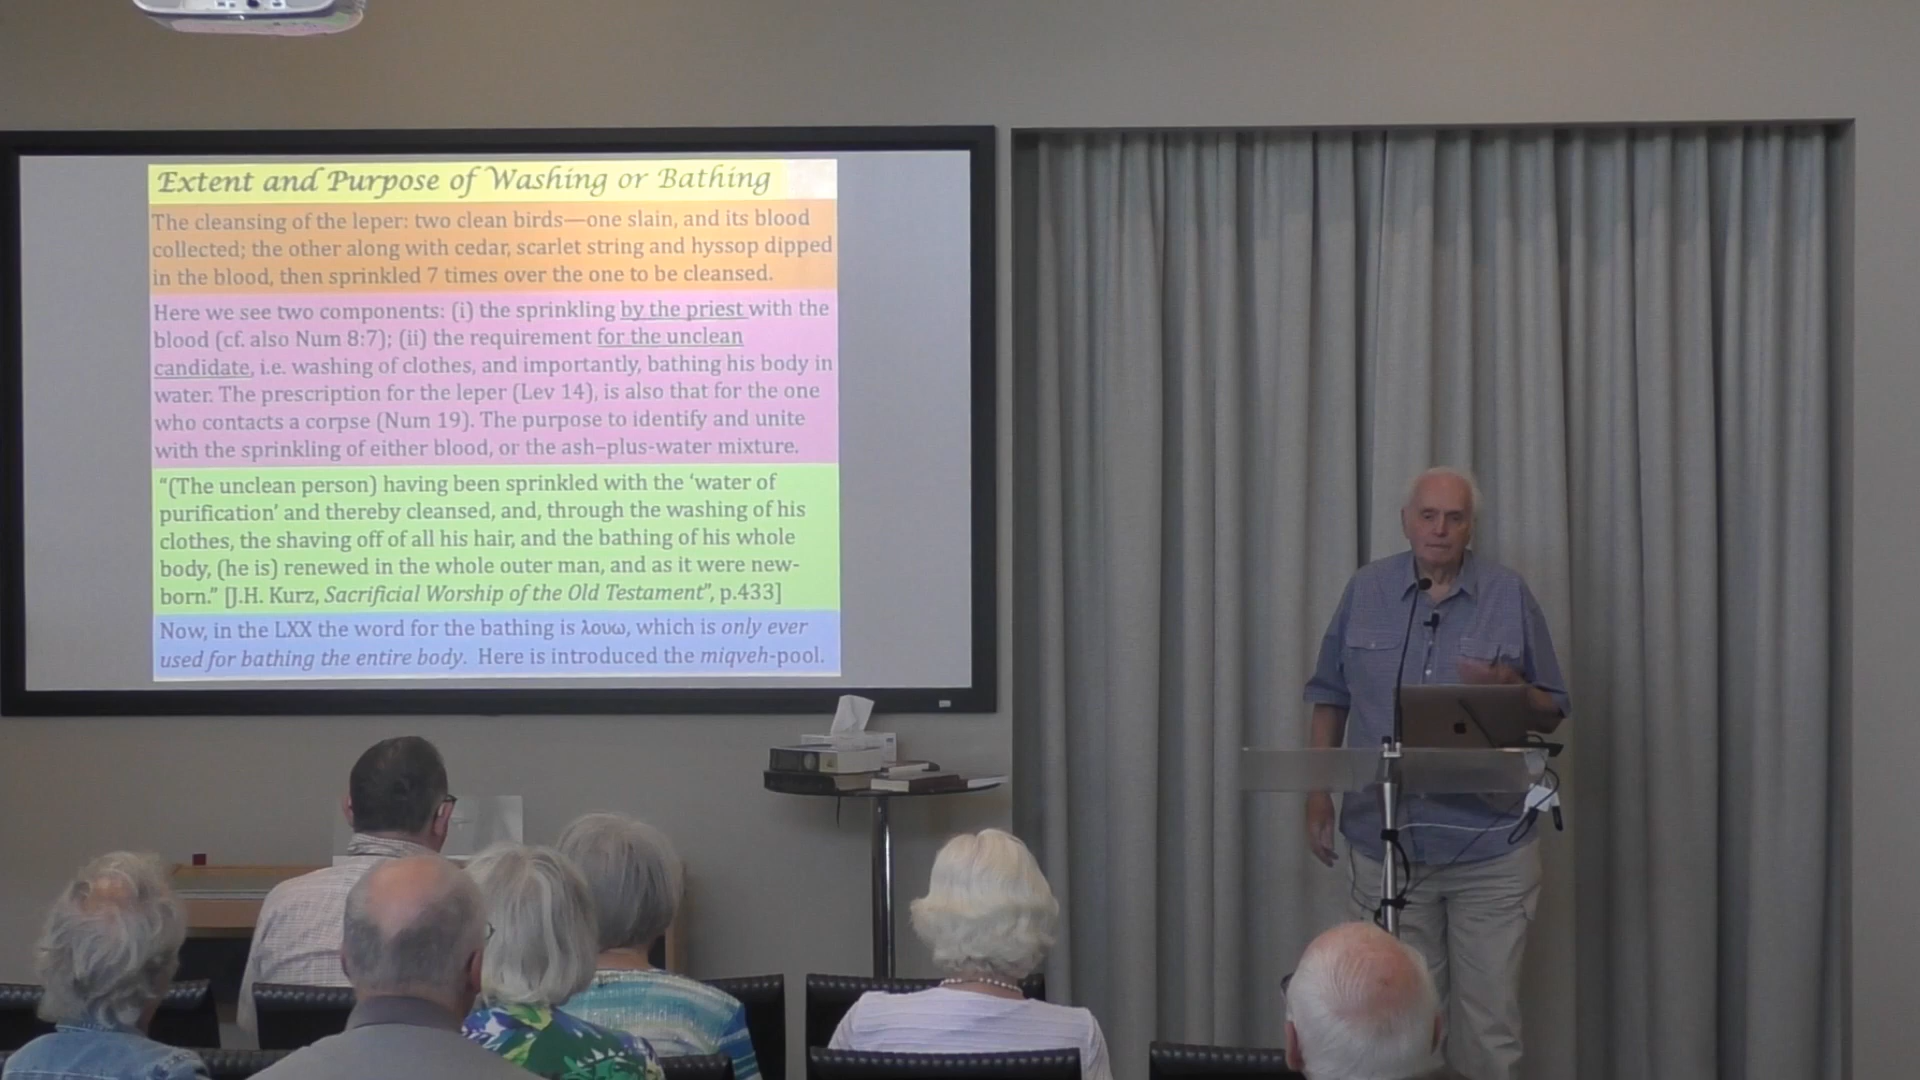 Extent and Purpose of Washing or Bathing
The cleansing of the leper: two clean birds—one slain, and its blood
collected; the other along with cedar, scarlet string and hyssop dipped
in the blood, then sprinkled 7 times over the one to be cleansed.
Here we see two components: (i) the sprinkling by the priest with the
blood (cf. also Num 8:7); (ii) the requirement for the unclean
candidate, i.e. washing of clothes, and importantly, bathing his body in
water. The prescription for the leper (Lev 14), is also that for the one
who contacts a corpse (Num 19). The purpose to identify and unite
with the sprinkling of either blood, or the ash–plus-water mixture.
“(The unclean person) having been sprinkled with the ‘water of
purification’ and thereby cleansed, and, through the washing of his
clothes, the shaving off of all his hair, and the bathing of his whole
body, (he is) renewed in the whole outer man, and as it were new-
born.” [J.H. Kurz, Sacrificial Worship of the Old Testament”, p.433]
Now, in the LXX the word for the bathing is λουω, which is only ever
used for bathing the entire body. Here is introduced the miqveh-pool.